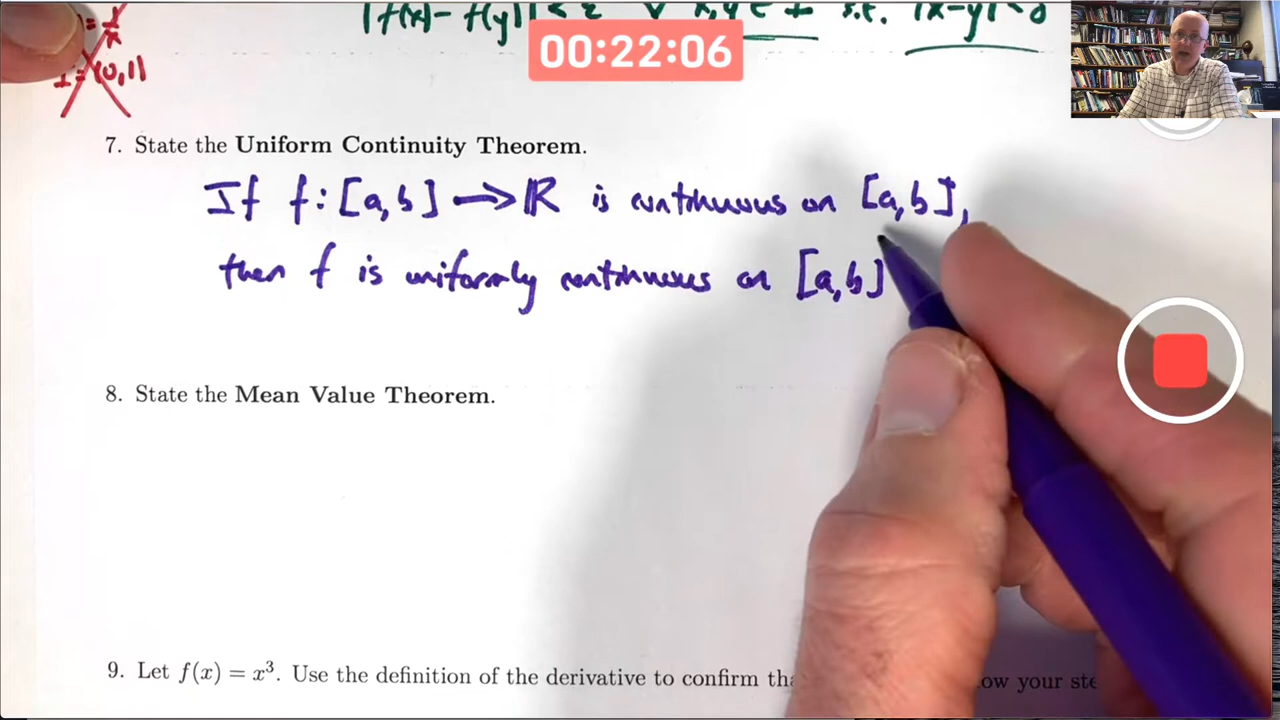 |f(x) - f(y)| < ε ∀ x, y ∈ I s.t. |x-y| < δ
00:22:06
(0,1)
7. State the Uniform Continuity Theorem.
If f: [a,b] → ℝ is continuous on [a,b],
then f is uniformly continuous on [a,b]
8. State the Mean Value Theorem.
9. Let f(x) = x³. Use the definition of the derivative to confirm tha ow your ste